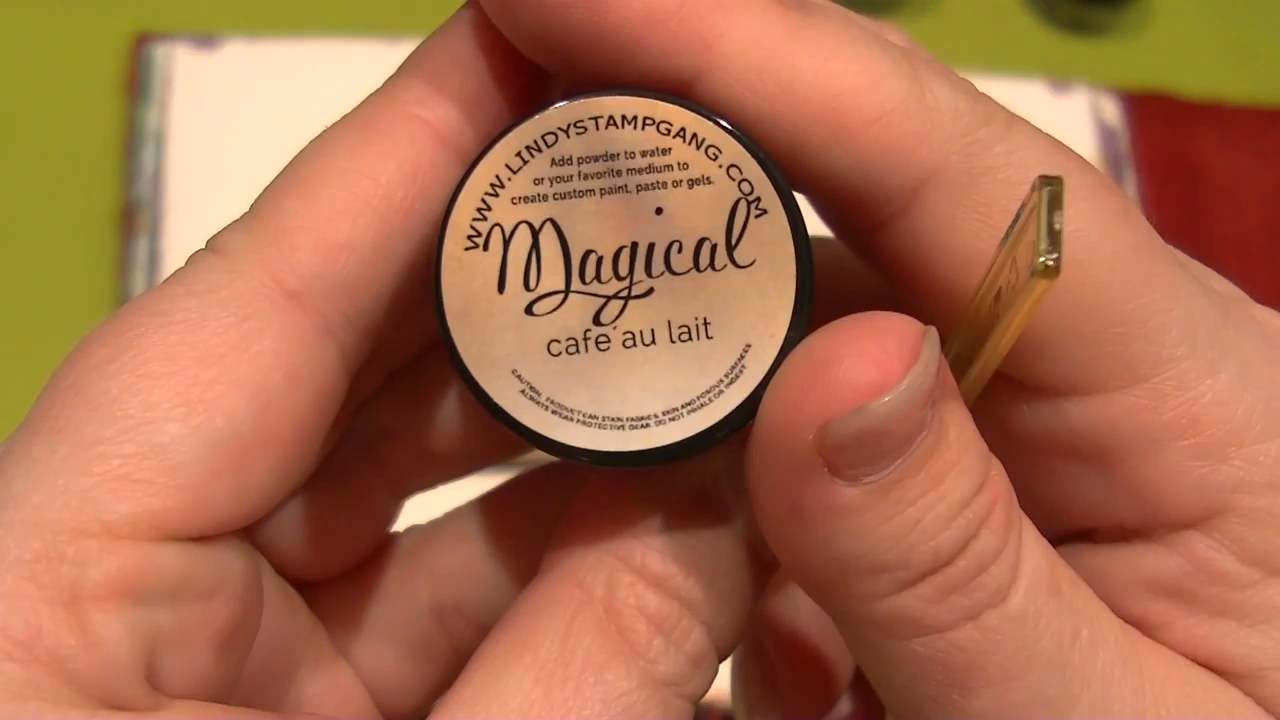 WWW.LINDYSTAMPGANG.COM
Add powder to water
or your favorite medium to
create custom paint, paste or gels.
Magical
cafe au lait
CAUTION. PRODUCT CAN STAIN FABRICS, SKIN AND POROUS SURFACES
ALWAYS WEAR PROTECTIVE GEAR. DO NOT INHALE OR INGEST